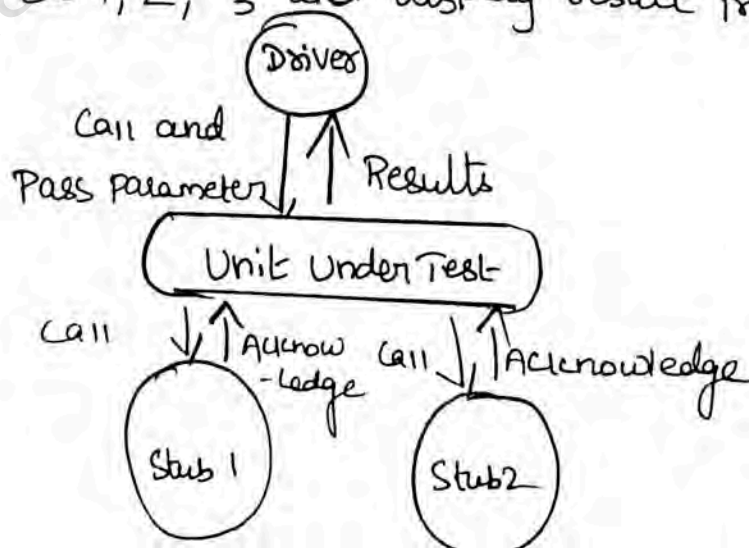 Driver
Call and
Pass Parameter
Results
Unit Under Test
Call
Acknow
-ledge
Call
Acknowledge
Stub 1
Stub2